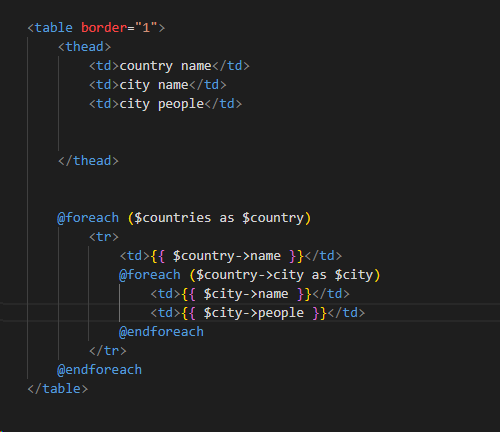 <table border="1">
<thead>
<td>country name</td>
<td>city name</td>
<td>city people</td>
</thead>
@foreach ($countries as $country)
<tr>
<td>{{ $country->name }}</td>
@foreach ($country->city as $city)
<td>{{ $city->name }}</td>
<td>{{ $city->people }}</td>
@endforeach
</tr>
@endforeach
</table>